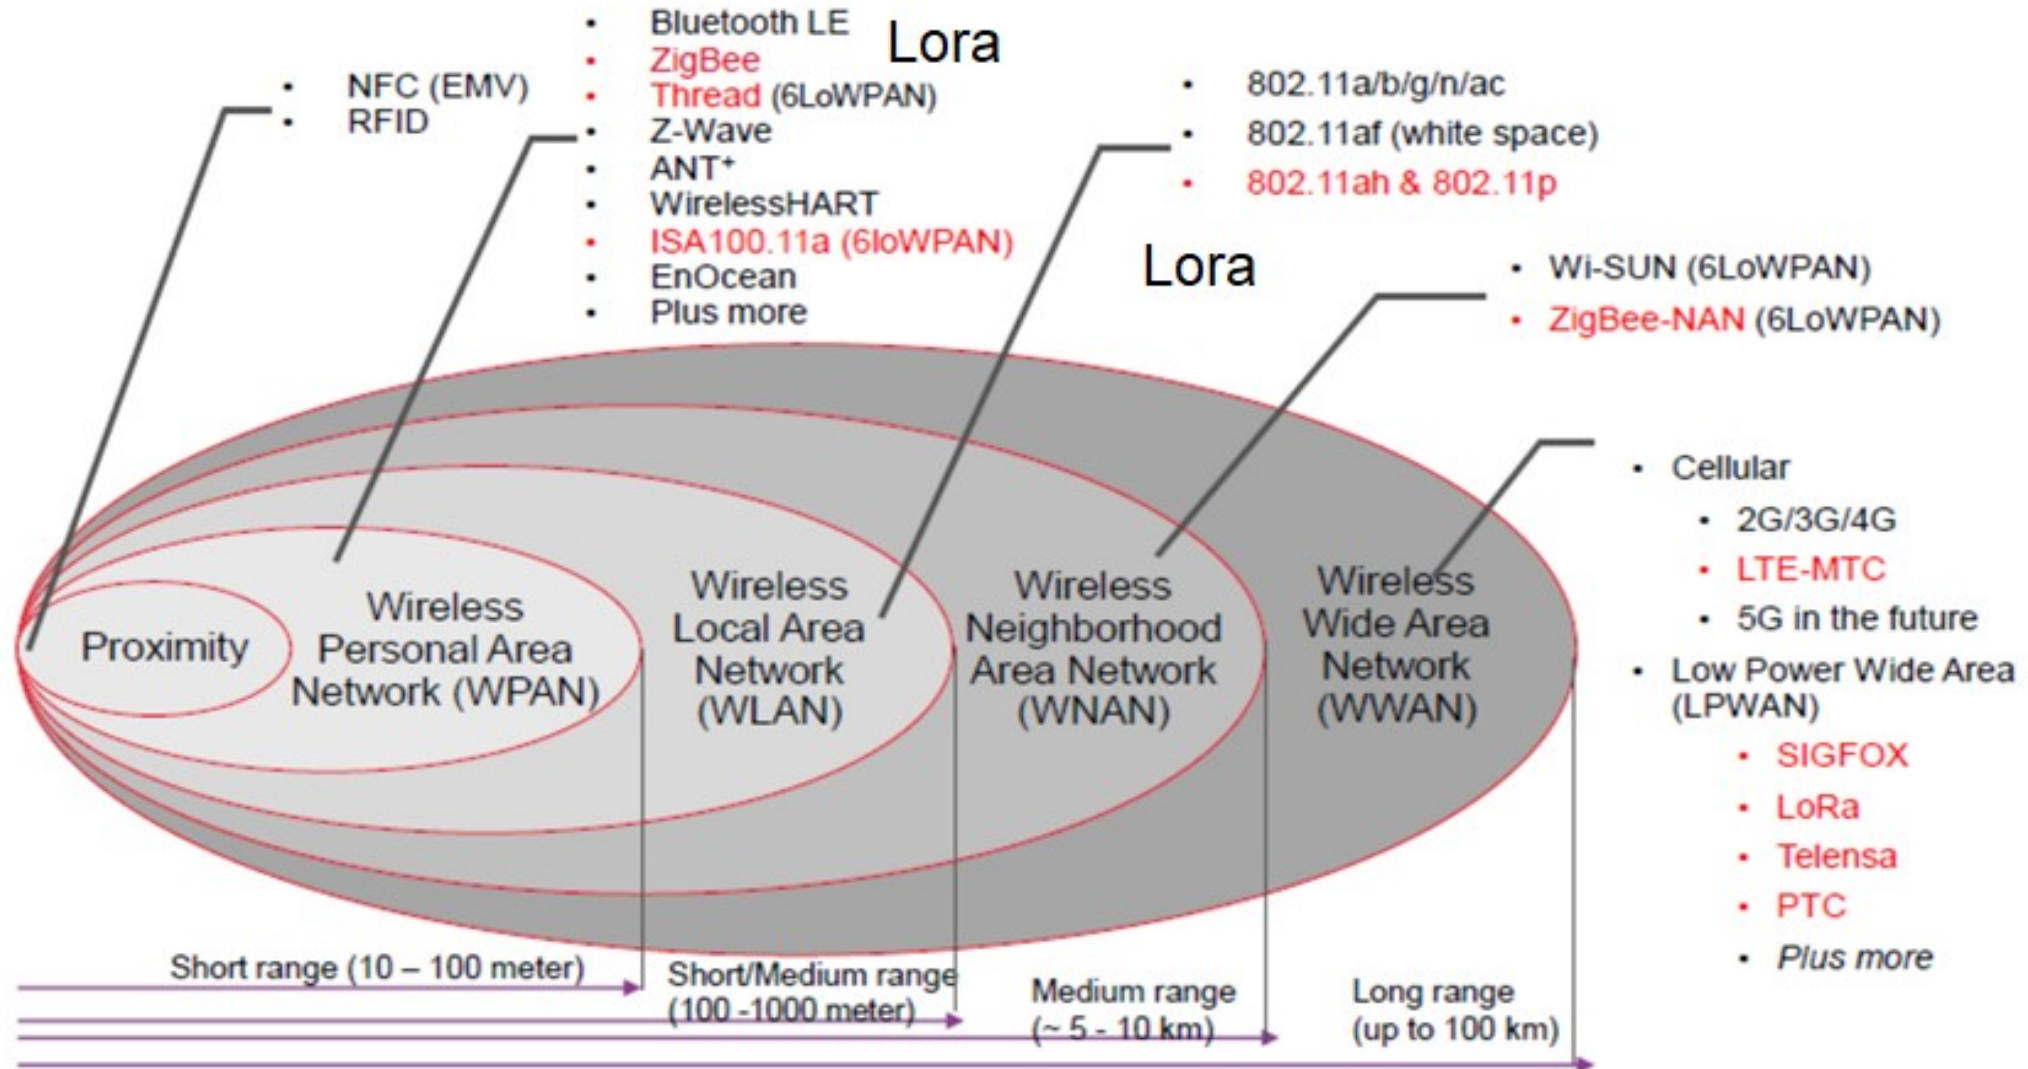 • Bluetooth LE
• ZigBee
• Thread (6LoWPAN)
• Z-Wave
• ANT+
• WirelessHART
• ISA100.11a (6loWPAN)
• EnOcean
• Plus more
Lora
• NFC (EMV)
• RFID
• 802.11a/b/g/n/ac
• 802.11af (white space)
• 802.11ah & 802.11p
Lora
• Wi-SUN (6LoWPAN)
• ZigBee-NAN (6LoWPAN)
• Cellular
• 2G/3G/4G
• LTE-MTC
• 5G in the future
• Low Power Wide Area
(LPWAN)
• SIGFOX
• LoRa
• Telensa
• PTC
• Plus more
Proximity
Wireless
Personal Area
Network (WPAN)
Wireless
Local Area
Network
(WLAN)
Wireless
Neighborhood
Area Network
(WNAN)
Wireless
Wide Area
Network
(WWAN)
Short range (10 – 100 meter)
Short/Medium range
(100 -1000 meter)
Medium range
(~ 5 - 10 km)
Long range
(up to 100 km)